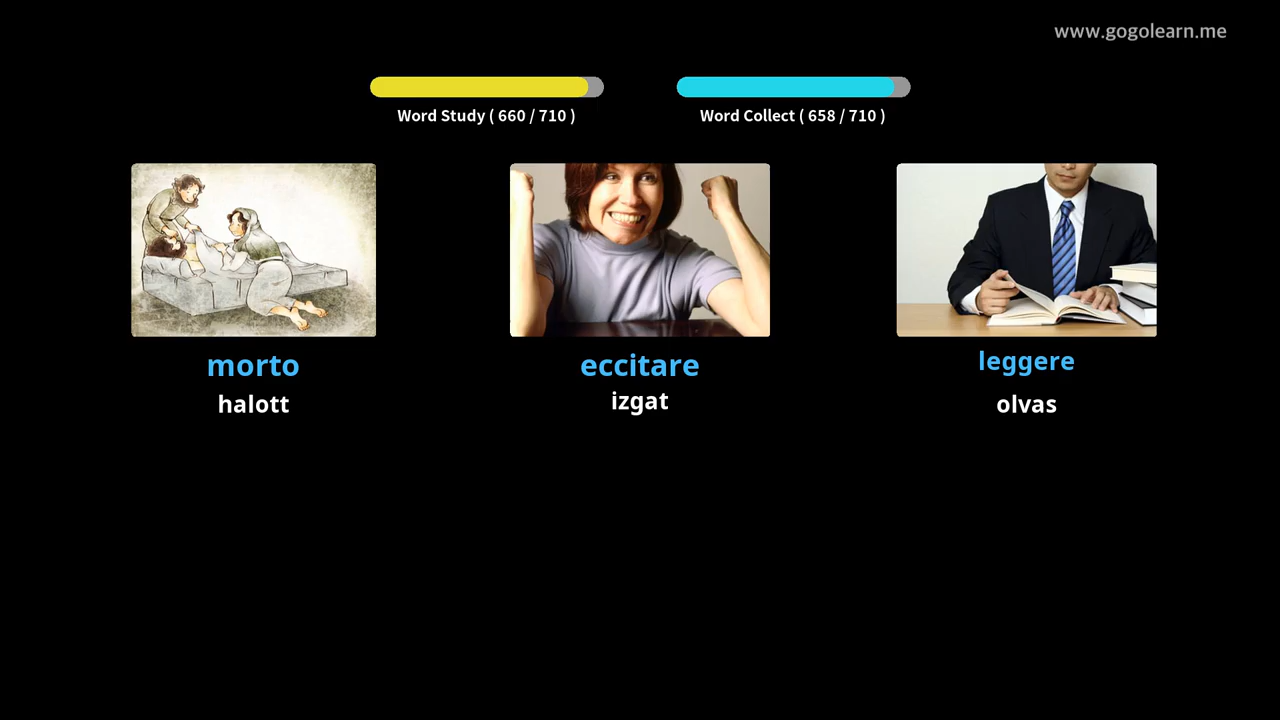 www.gogolearn.me
Word Study ( 660 / 710 )
Word Collect ( 658 / 710 )
morto
halott
eccitare
izgat
leggere
olvas